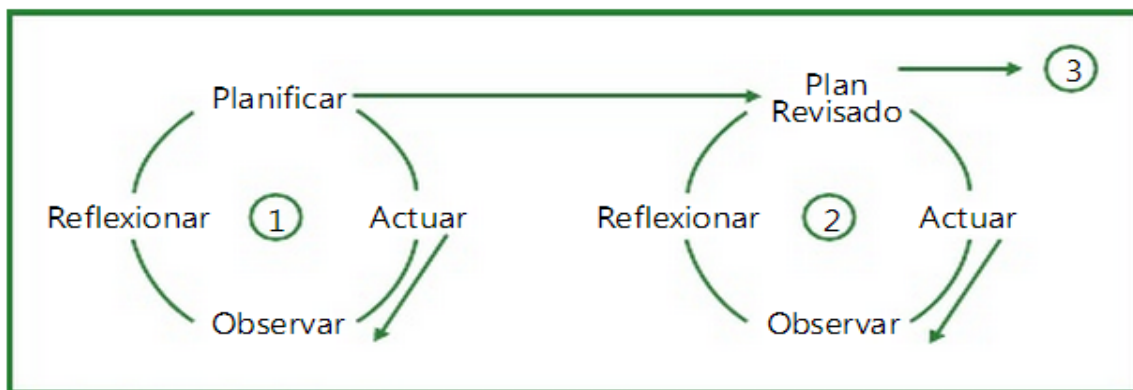 Planificar
Reflexionar
1
Actuar
Observar
Plan
Revisado
Reflexionar
2
Actuar
Observar
3